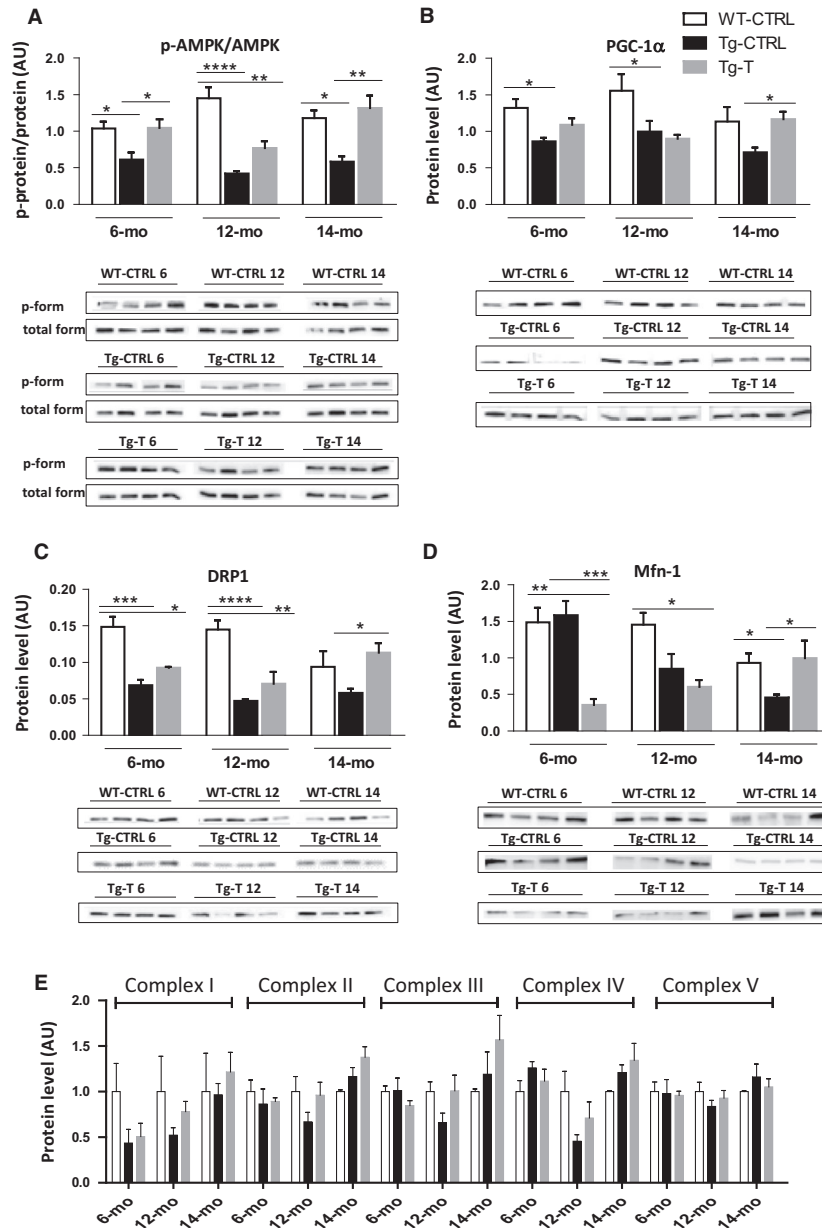 A
p-AMPK/AMPK
p-protein/protein (AU)
2.0
1.5
1.0
0.5
0.0
* * **** ** * **
6-mo 12-mo 14-mo
WT-CTRL 6 WT-CTRL 12 WT-CTRL 14
p-form
total form
Tg-CTRL 6 Tg-CTRL 12 Tg-CTRL 14
p-form
total form
Tg-T 6 Tg-T 12 Tg-T 14
p-form
total form
B
PGC-1α
WT-CTRL
Tg-CTRL
Tg-T
Protein level (AU)
2.0
1.5
1.0
0.5
0.0
* * *
6-mo 12-mo 14-mo
WT-CTRL 6 WT-CTRL 12 WT-CTRL 14
Tg-CTRL 6 Tg-CTRL 12 Tg-CTRL 14
Tg-T 6 Tg-T 12 Tg-T 14
C
DRP1
Protein level (AU)
0.20
0.15
0.10
0.05
0.00
*** * **** ** *
6-mo 12-mo 14-mo
WT-CTRL 6 WT-CTRL 12 WT-CTRL 14
Tg-CTRL 6 Tg-CTRL 12 Tg-CTRL 14
Tg-T 6 Tg-T 12 Tg-T 14
D
Mfn-1
Protein level (AU)
2.0
1.5
1.0
0.5
0.0
** *** * * *
6-mo 12-mo 14-mo
WT-CTRL 6 WT-CTRL 12 WT-CTRL 14
Tg-CTRL 6 Tg-CTRL 12 Tg-CTRL 14
Tg-T 6 Tg-T 12 Tg-T 14
E
Complex I Complex II Complex III Complex IV Complex V
Protein level (AU)
2.0
1.5
1.0
0.5
0.0
6-mo 12-mo 14-mo 6-mo 12-mo 14-mo 6-mo 12-mo 14-mo 6-mo 12-mo 14-mo 6-mo 12-mo 14-mo